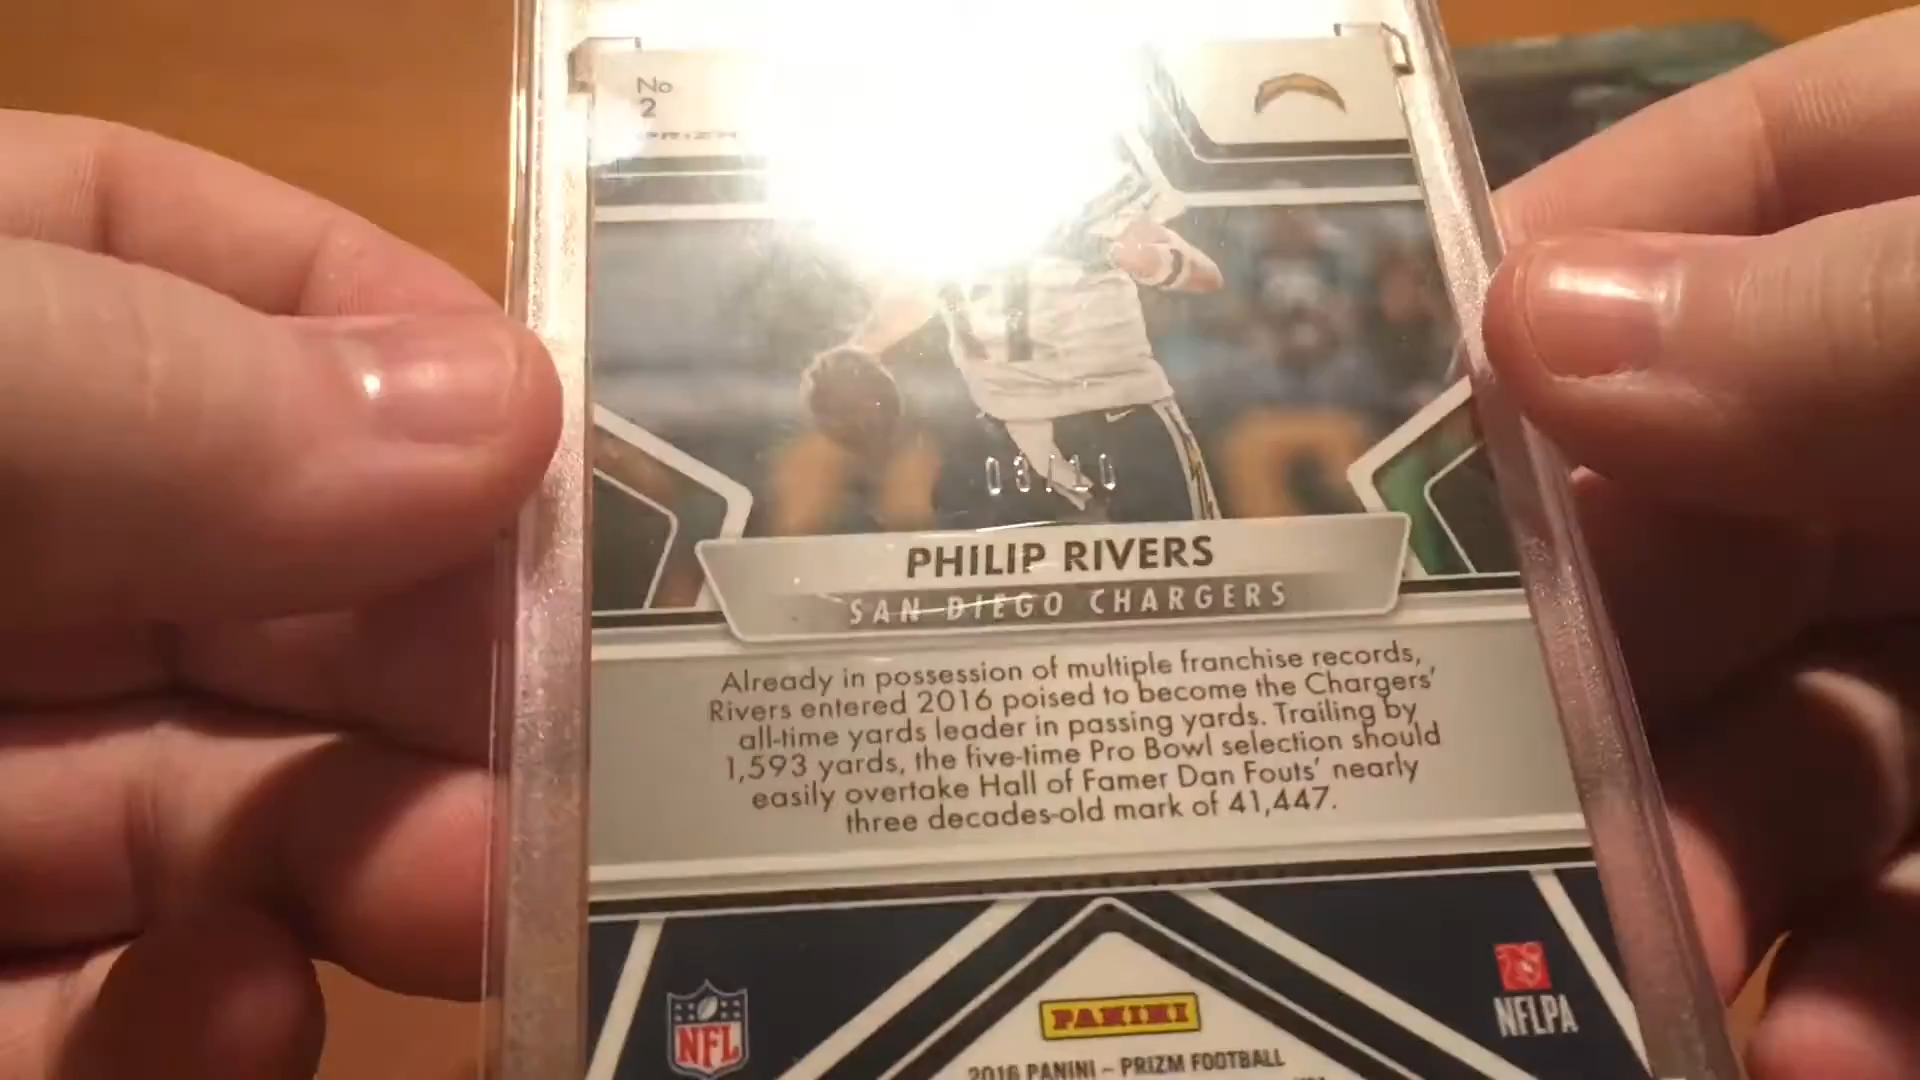 No
2
PRIZM
PHILIP RIVERS
SAN DIEGO CHARGERS
Already in possession of multiple franchise records,
Rivers entered 2016 poised to become the Chargers'
all-time yards leader in passing yards. Trailing by
1,593 yards, the five-time Pro Bowl selection should
easily overtake Hall of Famer Dan Fouts' nearly
three decades-old mark of 41,447.
NFL
PANINI
NFLPA
2016 PANINI – PRIZM FOOTBALL